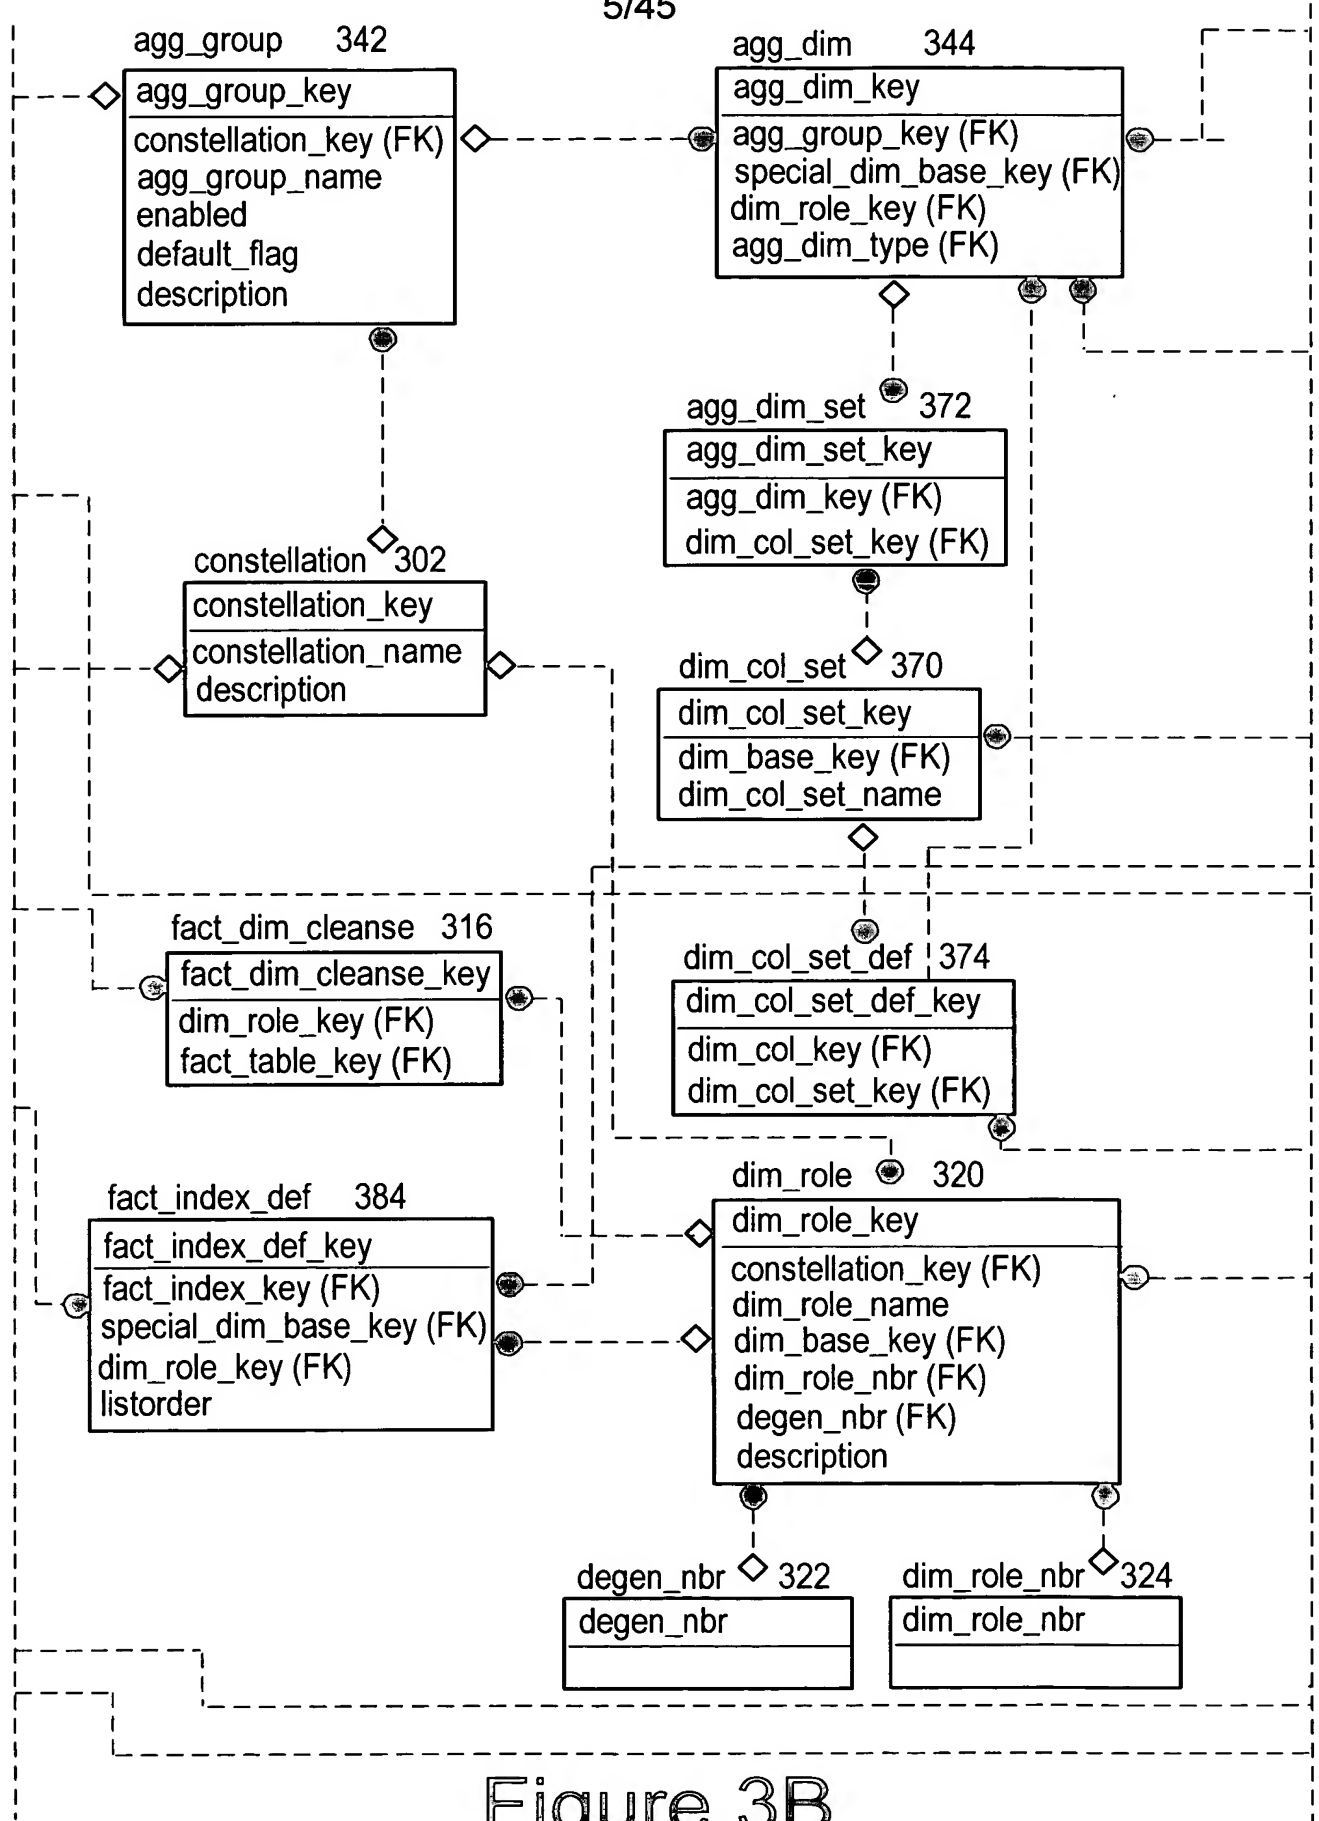 5/45
agg_group 342
agg_group_key
constellation_key (FK)
agg_group_name
enabled
default_flag
description
agg_dim 344
agg_dim_key
agg_group_key (FK)
special_dim_base_key (FK)
dim_role_key (FK)
agg_dim_type (FK)
agg_dim_set 372
agg_dim_set_key
agg_dim_key (FK)
dim_col_set_key (FK)
constellation 302
constellation_key
constellation_name
description
dim_col_set 370
dim_col_set_key
dim_base_key (FK)
dim_col_set_name
fact_dim_cleanse 316
fact_dim_cleanse_key
dim_role_key (FK)
fact_table_key (FK)
dim_col_set_def 374
dim_col_set_def_key
dim_col_key (FK)
dim_col_set_key (FK)
fact_index_def 384
fact_index_def_key
fact_index_key (FK)
special_dim_base_key (FK)
dim_role_key (FK)
listorder
dim_role 320
dim_role_key
constellation_key (FK)
dim_role_name
dim_base_key (FK)
dim_role_nbr (FK)
degen_nbr (FK)
description
degen_nbr 322
degen_nbr
dim_role_nbr 324
dim_role_nbr
Figure 3B